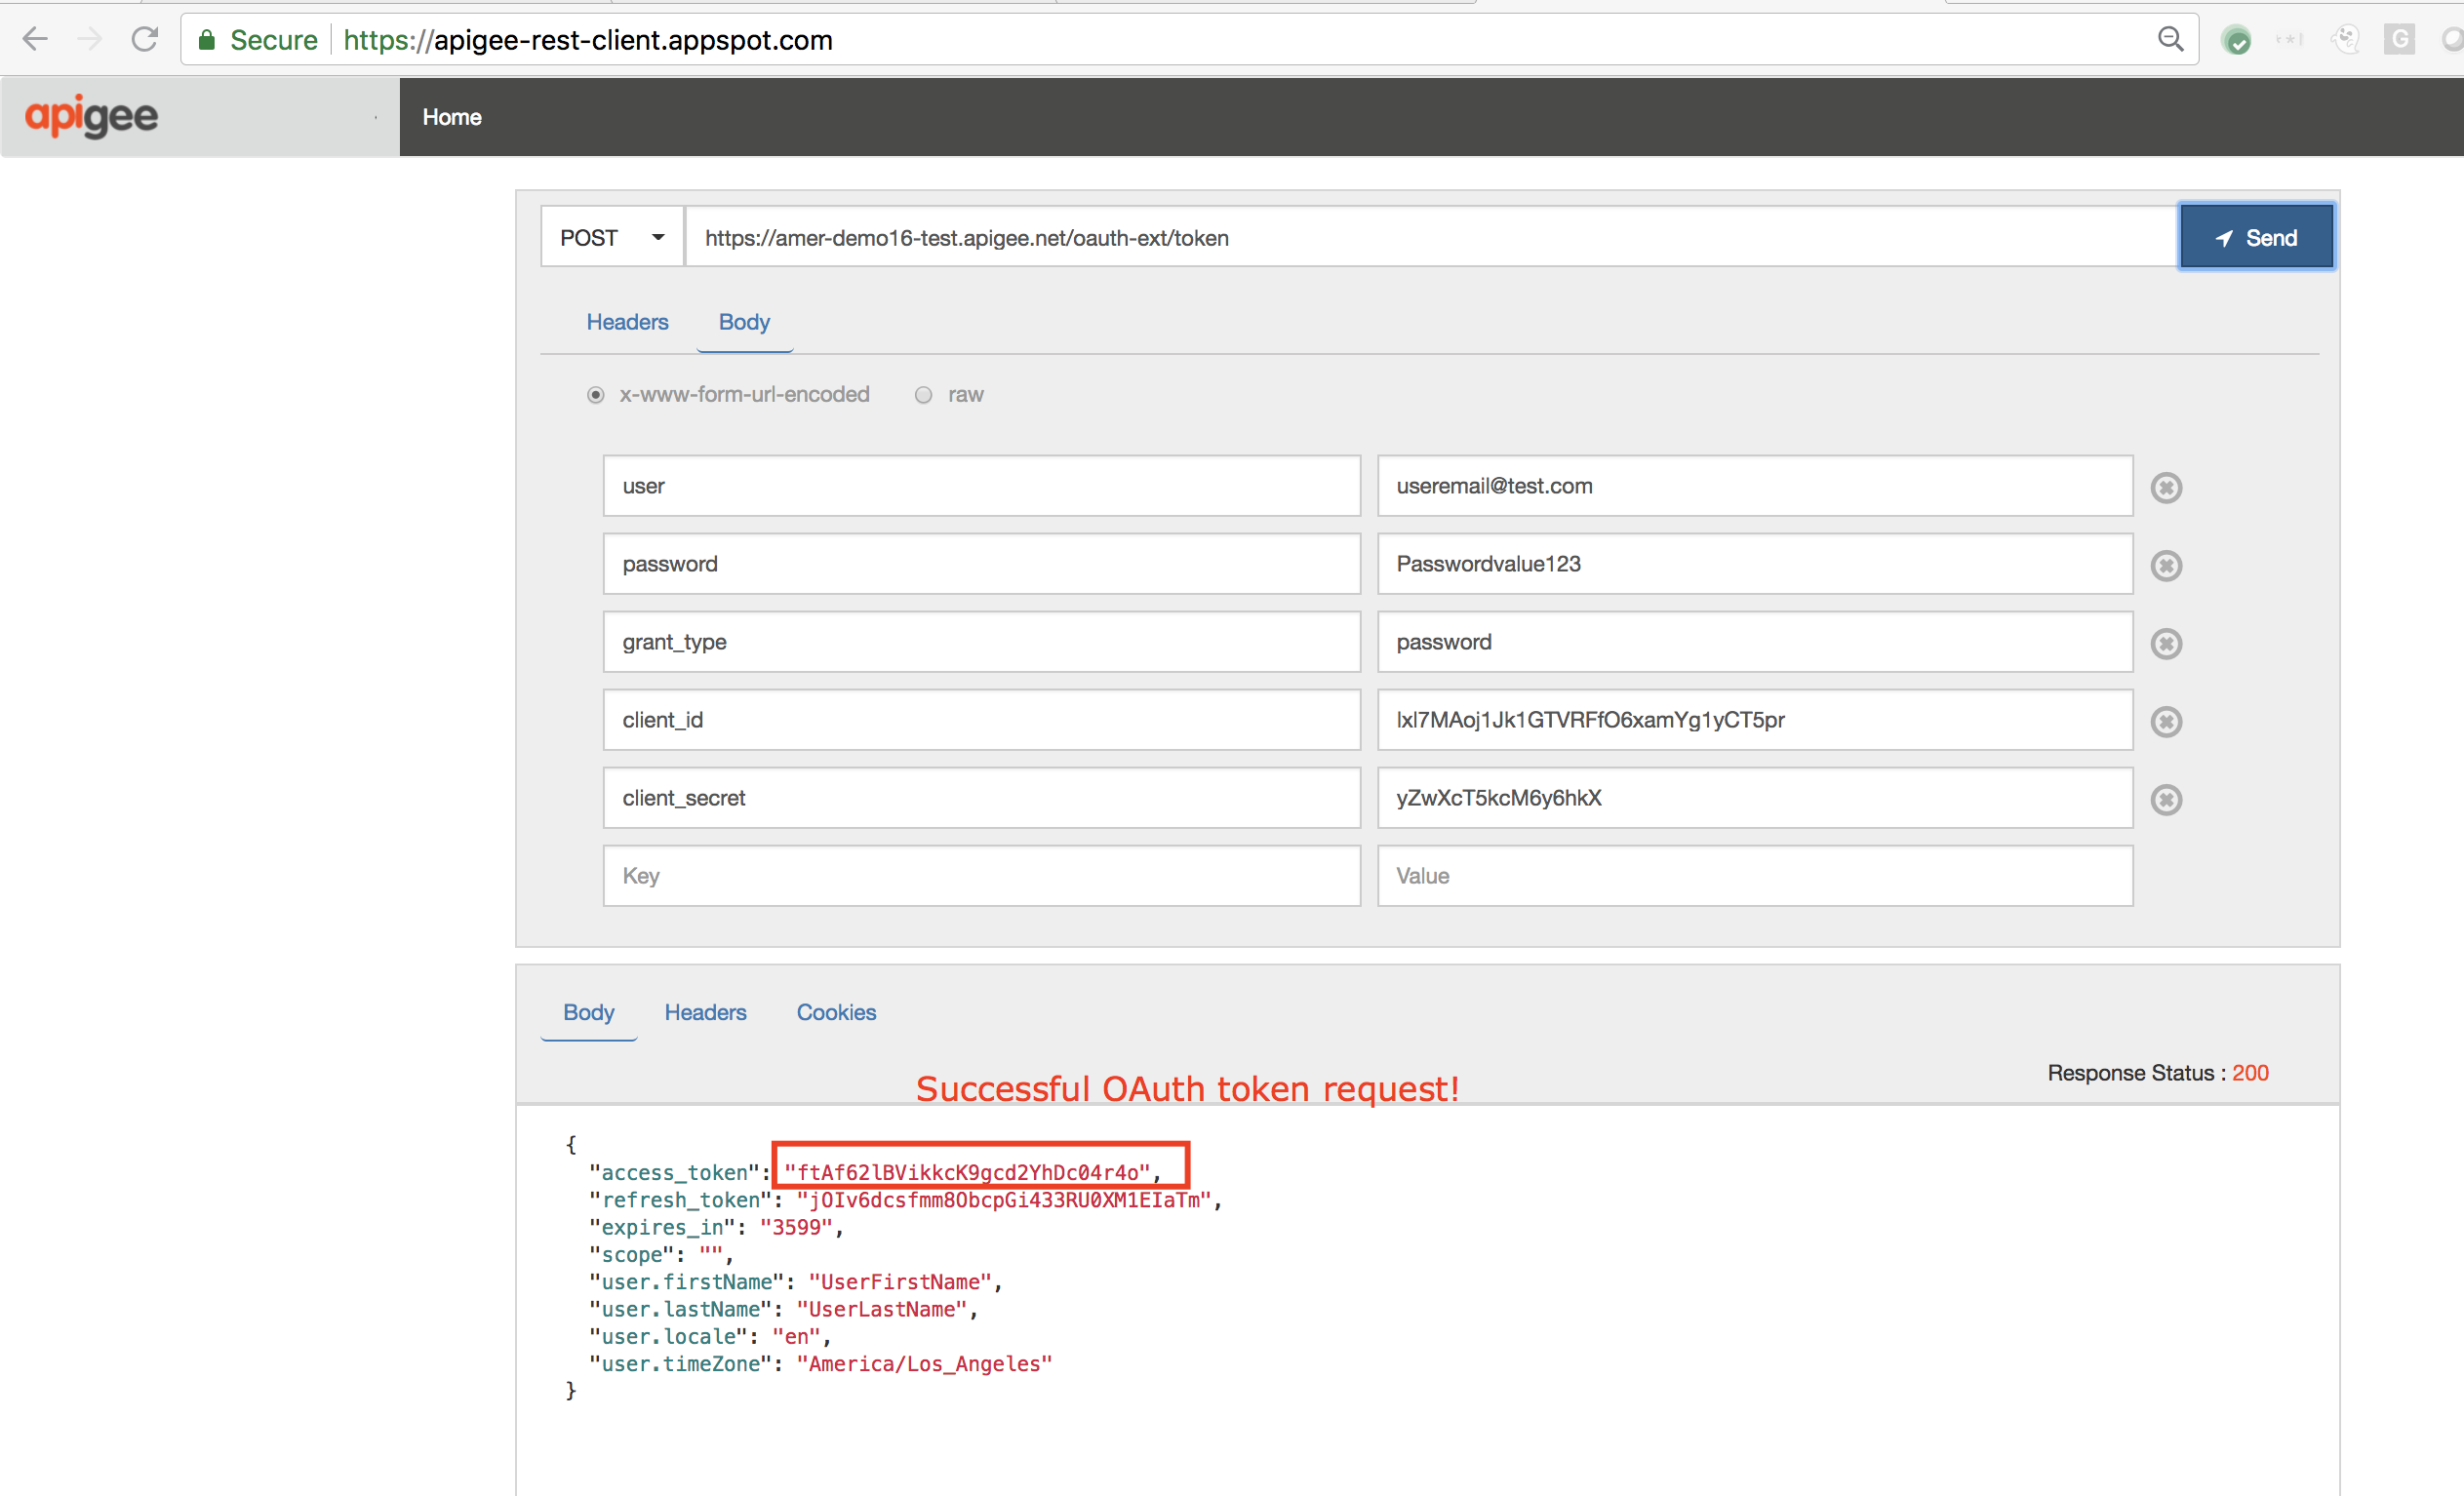 Secure https://apigee-rest-client.appspot.com
apigee Home
POST https://amer-demo16-test.apigee.net/oauth-ext/token Send
Headers Body
x-www-form-url-encoded raw
user useremail@test.com
password Passwordvalue123
grant_type password
client_id lxl7MAoj1Jk1GTVRFfO6xamYg1yCT5pr
client_secret yZwXcT5kcM6y6hkX
Key Value
Body Headers Cookies
Response Status : 200
Successful OAuth token request!
{
"access_token": "ftAf62lBVikkcK9gcd2YhDc04r4o",
"refresh_token": "jOIv6dcsfmm8ObcpGi433RU0XM1EIaTm",
"expires_in": "3599",
"scope": "",
"user.firstName": "UserFirstName",
"user.lastName": "UserLastName",
"user.locale": "en",
"user.timeZone": "America/Los_Angeles"
}